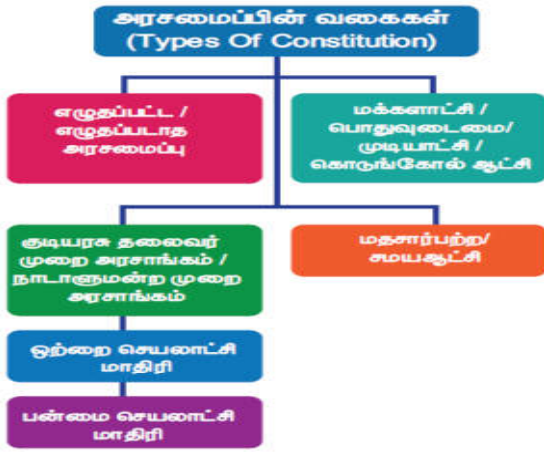 அரசமைப்பின் வகைகள்
(Types Of Constitution)
எழுதப்பட்ட /
எழுதப்படாத
அரசமைப்பு
மக்களாட்சி /
பொதுவுடைமை/
முடியாட்சி /
கொடுங்கோல் ஆட்சி
குடியரசு தலைவர்
முறை அரசாங்கம் /
நாடாளுமன்ற முறை
அரசாங்கம்
மதசார்பற்ற/
சமயஆட்சி
ஒற்றை செயலாட்சி
மாதிரி
பன்மை செயலாட்சி
மாதிரி